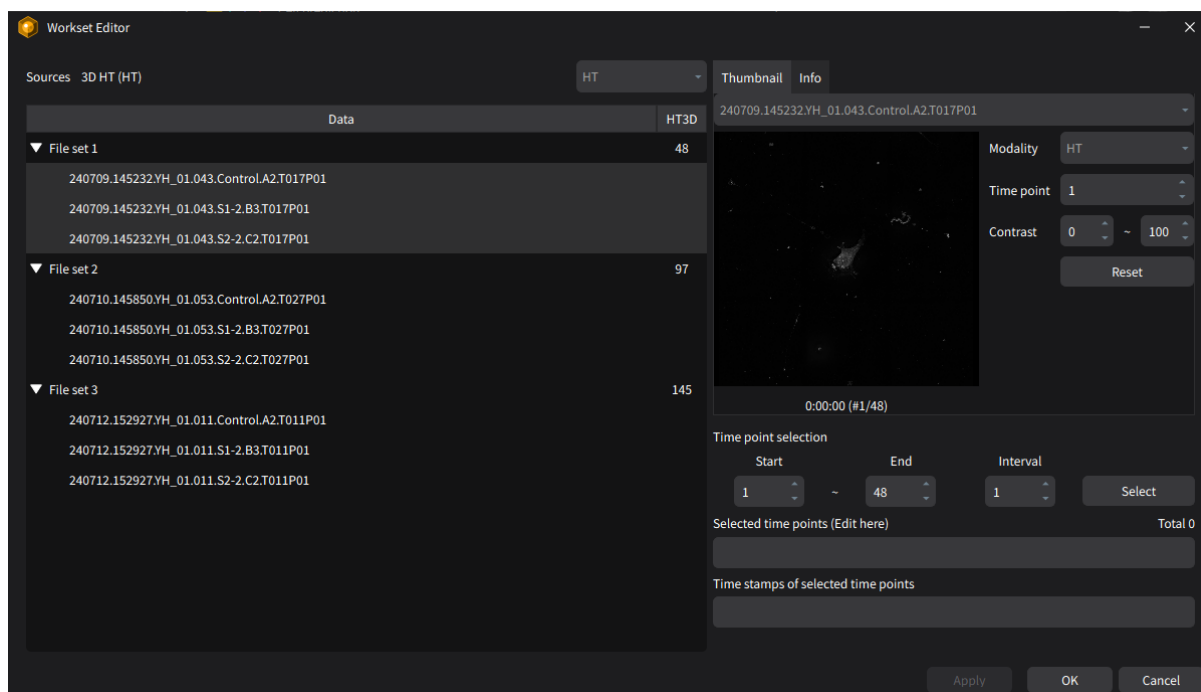 Workset Editor
Sources 3D HT (HT)
HT
Data HT3D
File set 1 48
240709.145232.YH_01.043.Control.A2.T017P01
240709.145232.YH_01.043.S1-2.B3.T017P01
240709.145232.YH_01.043.S2-2.C2.T017P01
File set 2 97
240710.145850.YH_01.053.Control.A2.T027P01
240710.145850.YH_01.053.S1-2.B3.T027P01
240710.145850.YH_01.053.S2-2.C2.T027P01
File set 3 145
240712.152927.YH_01.011.Control.A2.T011P01
240712.152927.YH_01.011.S1-2.B3.T011P01
240712.152927.YH_01.011.S2-2.C2.T011P01
Thumbnail Info
240709.145232.YH_01.043.Control.A2.T017P01
Modality HT
Time point 1
Contrast 0 ~ 100
Reset
0:00:00 (#1/48)
Time point selection
Start End Interval
1 ~ 48 1 Select
Selected time points (Edit here) Total 0
Time stamps of selected time points
Apply OK Cancel